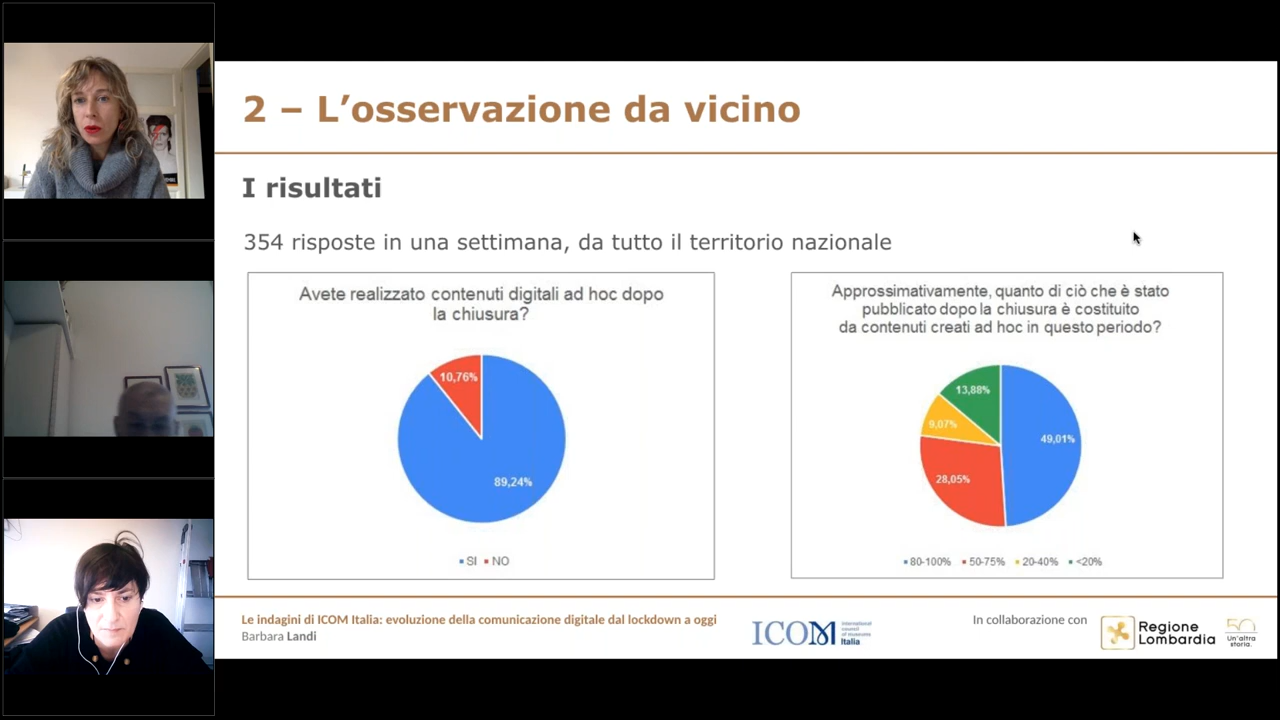 2 – L’osservazione da vicino
I risultati
354 risposte in una settimana, da tutto il territorio nazionale
Avete realizzato contenuti digitali ad hoc dopo
la chiusura?
10,76%
89,24%
SI NO
Approssimativamente, quanto di ciò che è stato
pubblicato dopo la chiusura è costituito
da contenuti creati ad hoc in questo periodo?
13,88%
9,07%
49,01%
28,05%
80-100% 50-75% 20-40% <20%
Le indagini di ICOM Italia: evoluzione della comunicazione digitale dal lockdown a oggi
Barbara Landi
ICOM
international
council
of museums
Italia
In collaborazione con
Regione
Lombardia
50
Un'altra
storia.